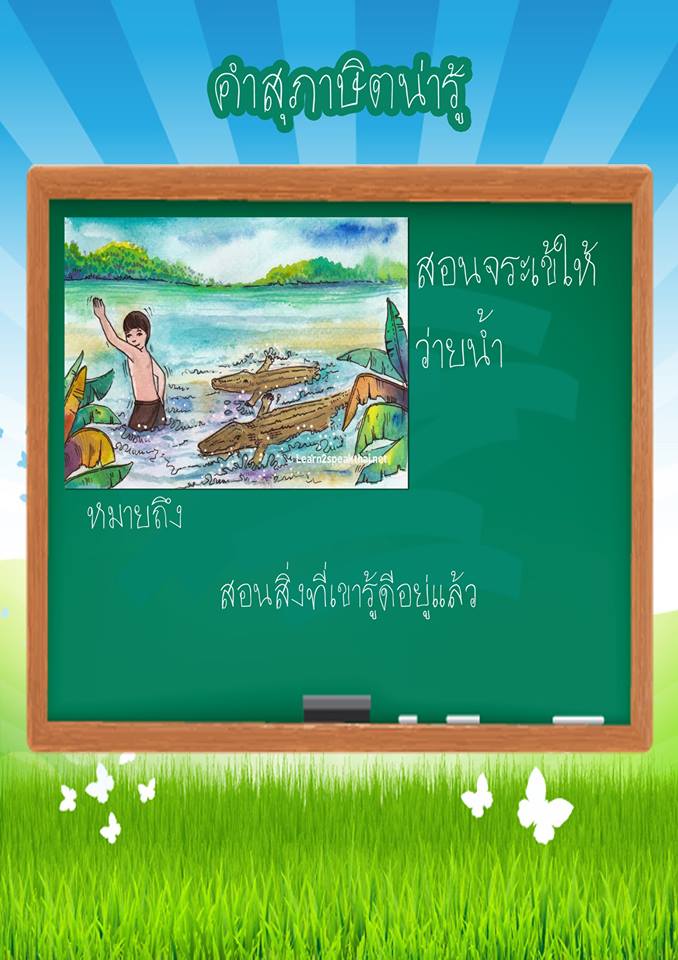 คำสุภาษิตน่ารู้
สอนจระเข้ให้
ว่ายน้ำ
Learn2speakthai.net
หมายถึง
สอนสิ่งที่เขารู้ดีอยู่แล้ว